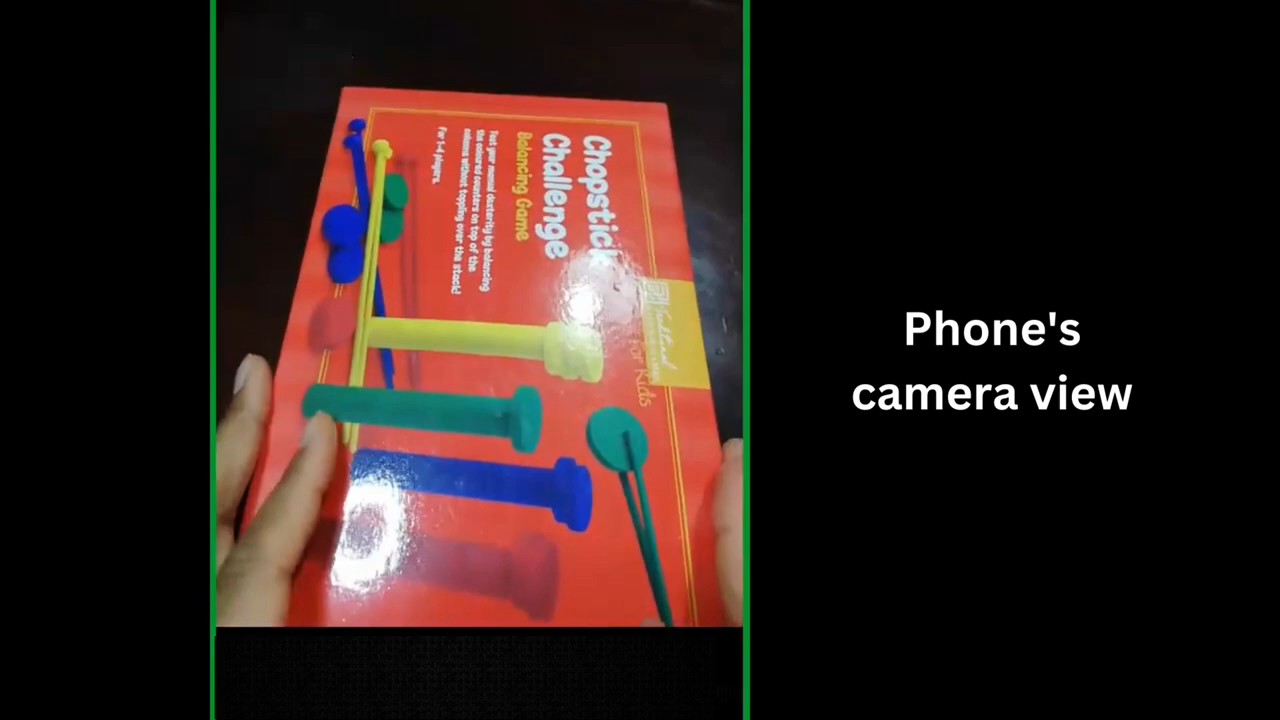 Chopstick
Challenge
Balancing Game
Test your manual dexterity by balancing
the coloured counters on top of the
columns without toppling over the stack!
For 1-4 players.
For Kids
Phone's
camera view